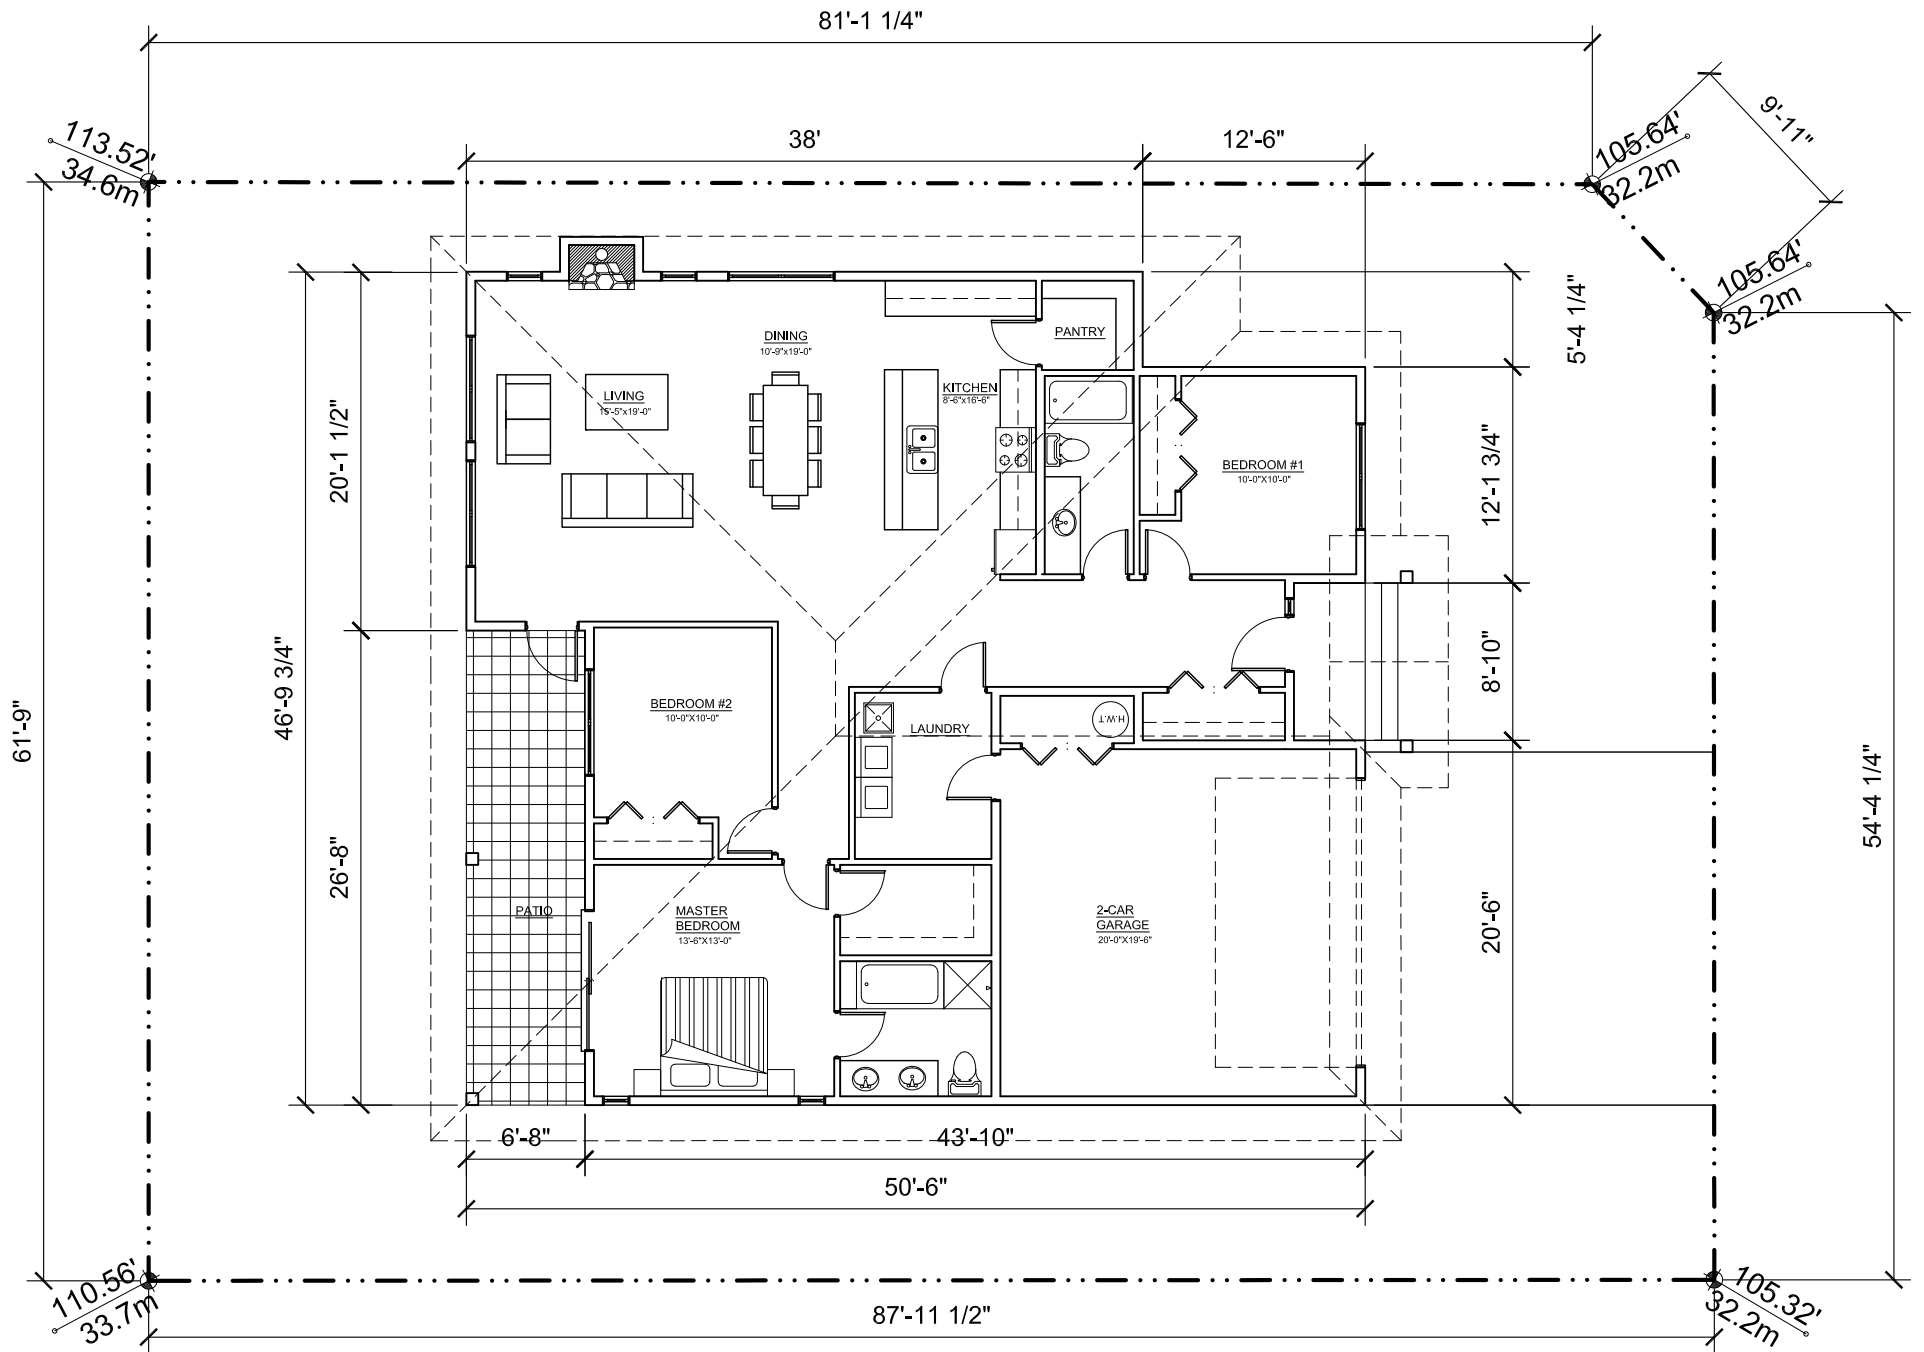 81'-1 1/4"
9'-11"
113.52'
34.6m
38'
12'-6"
105.64'
32.2m
105.64'
32.2m
5'-4 1/4"
DINING
10'-9"x19'-0"
PANTRY
LIVING
15'-5"x19'-0"
KITCHEN
8'-6"x16'-6"
20'-1 1/2"
BEDROOM #1
10'-0"X10'-0"
12'-1 3/4"
46'-9 3/4"
61'-9"
8'-10"
BEDROOM #2
10'-0"X10'-0"
LAUNDRY
H.W.T.
54'-4 1/4"
26'-8"
PATIO
MASTER
BEDROOM
13'-6"X13'-0"
2-CAR
GARAGE
20'-0"X19'-6"
20'-6"
6'-8"
43'-10"
50'-6"
110.56'
33.7m
87'-11 1/2"
105.32'
32.2m